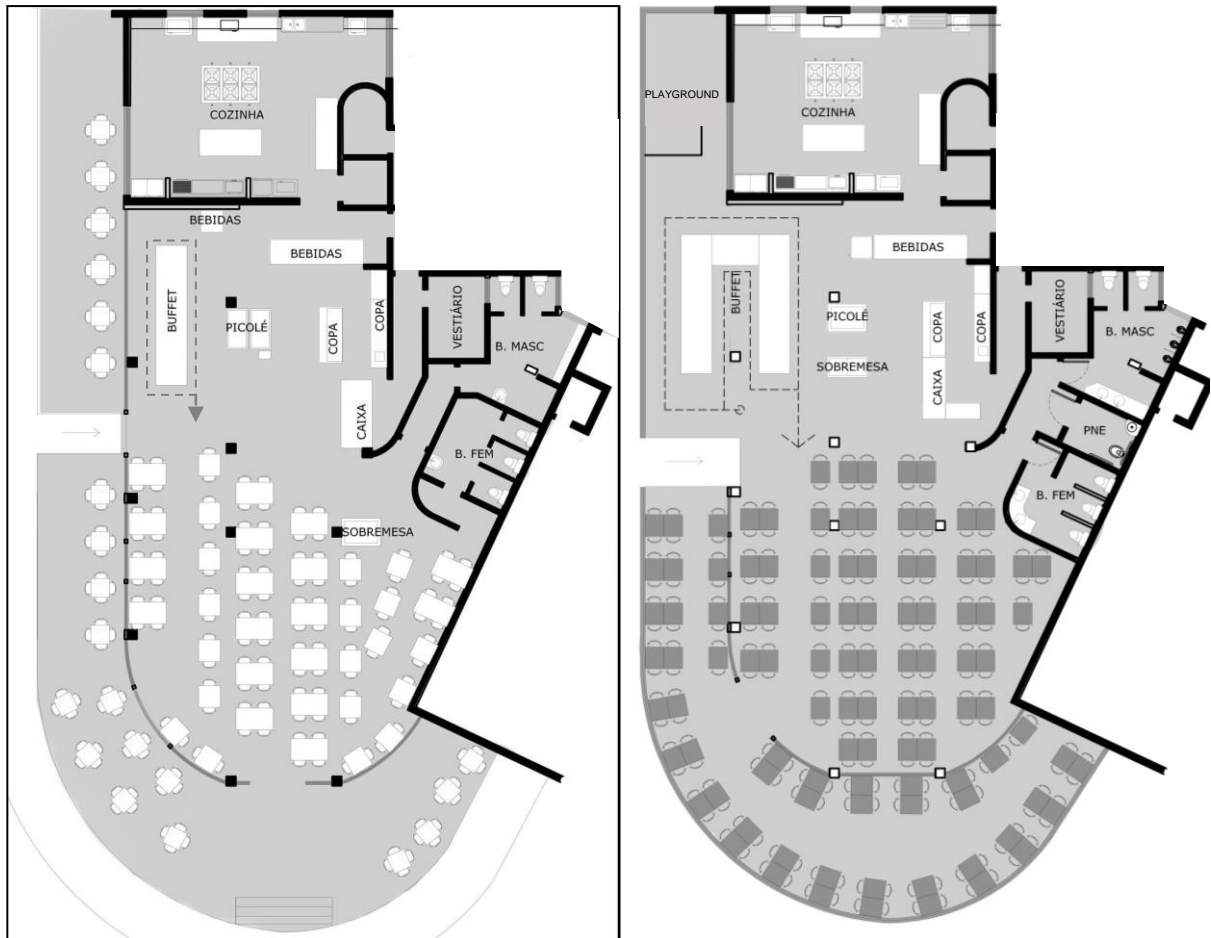 COZINHA
BEBIDAS
BEBIDAS
BUFFET
PICOLÉ
COPA
COPA
VESTIÁRIO
B. MASC
CAIXA
B. FEM
SOBREMESA
PLAYGROUND
COZINHA
BEBIDAS
BUFFET
PICOLÉ
COPA
COPA
VESTIÁRIO
B. MASC
SOBREMESA
CAIXA
PNE
B. FEM